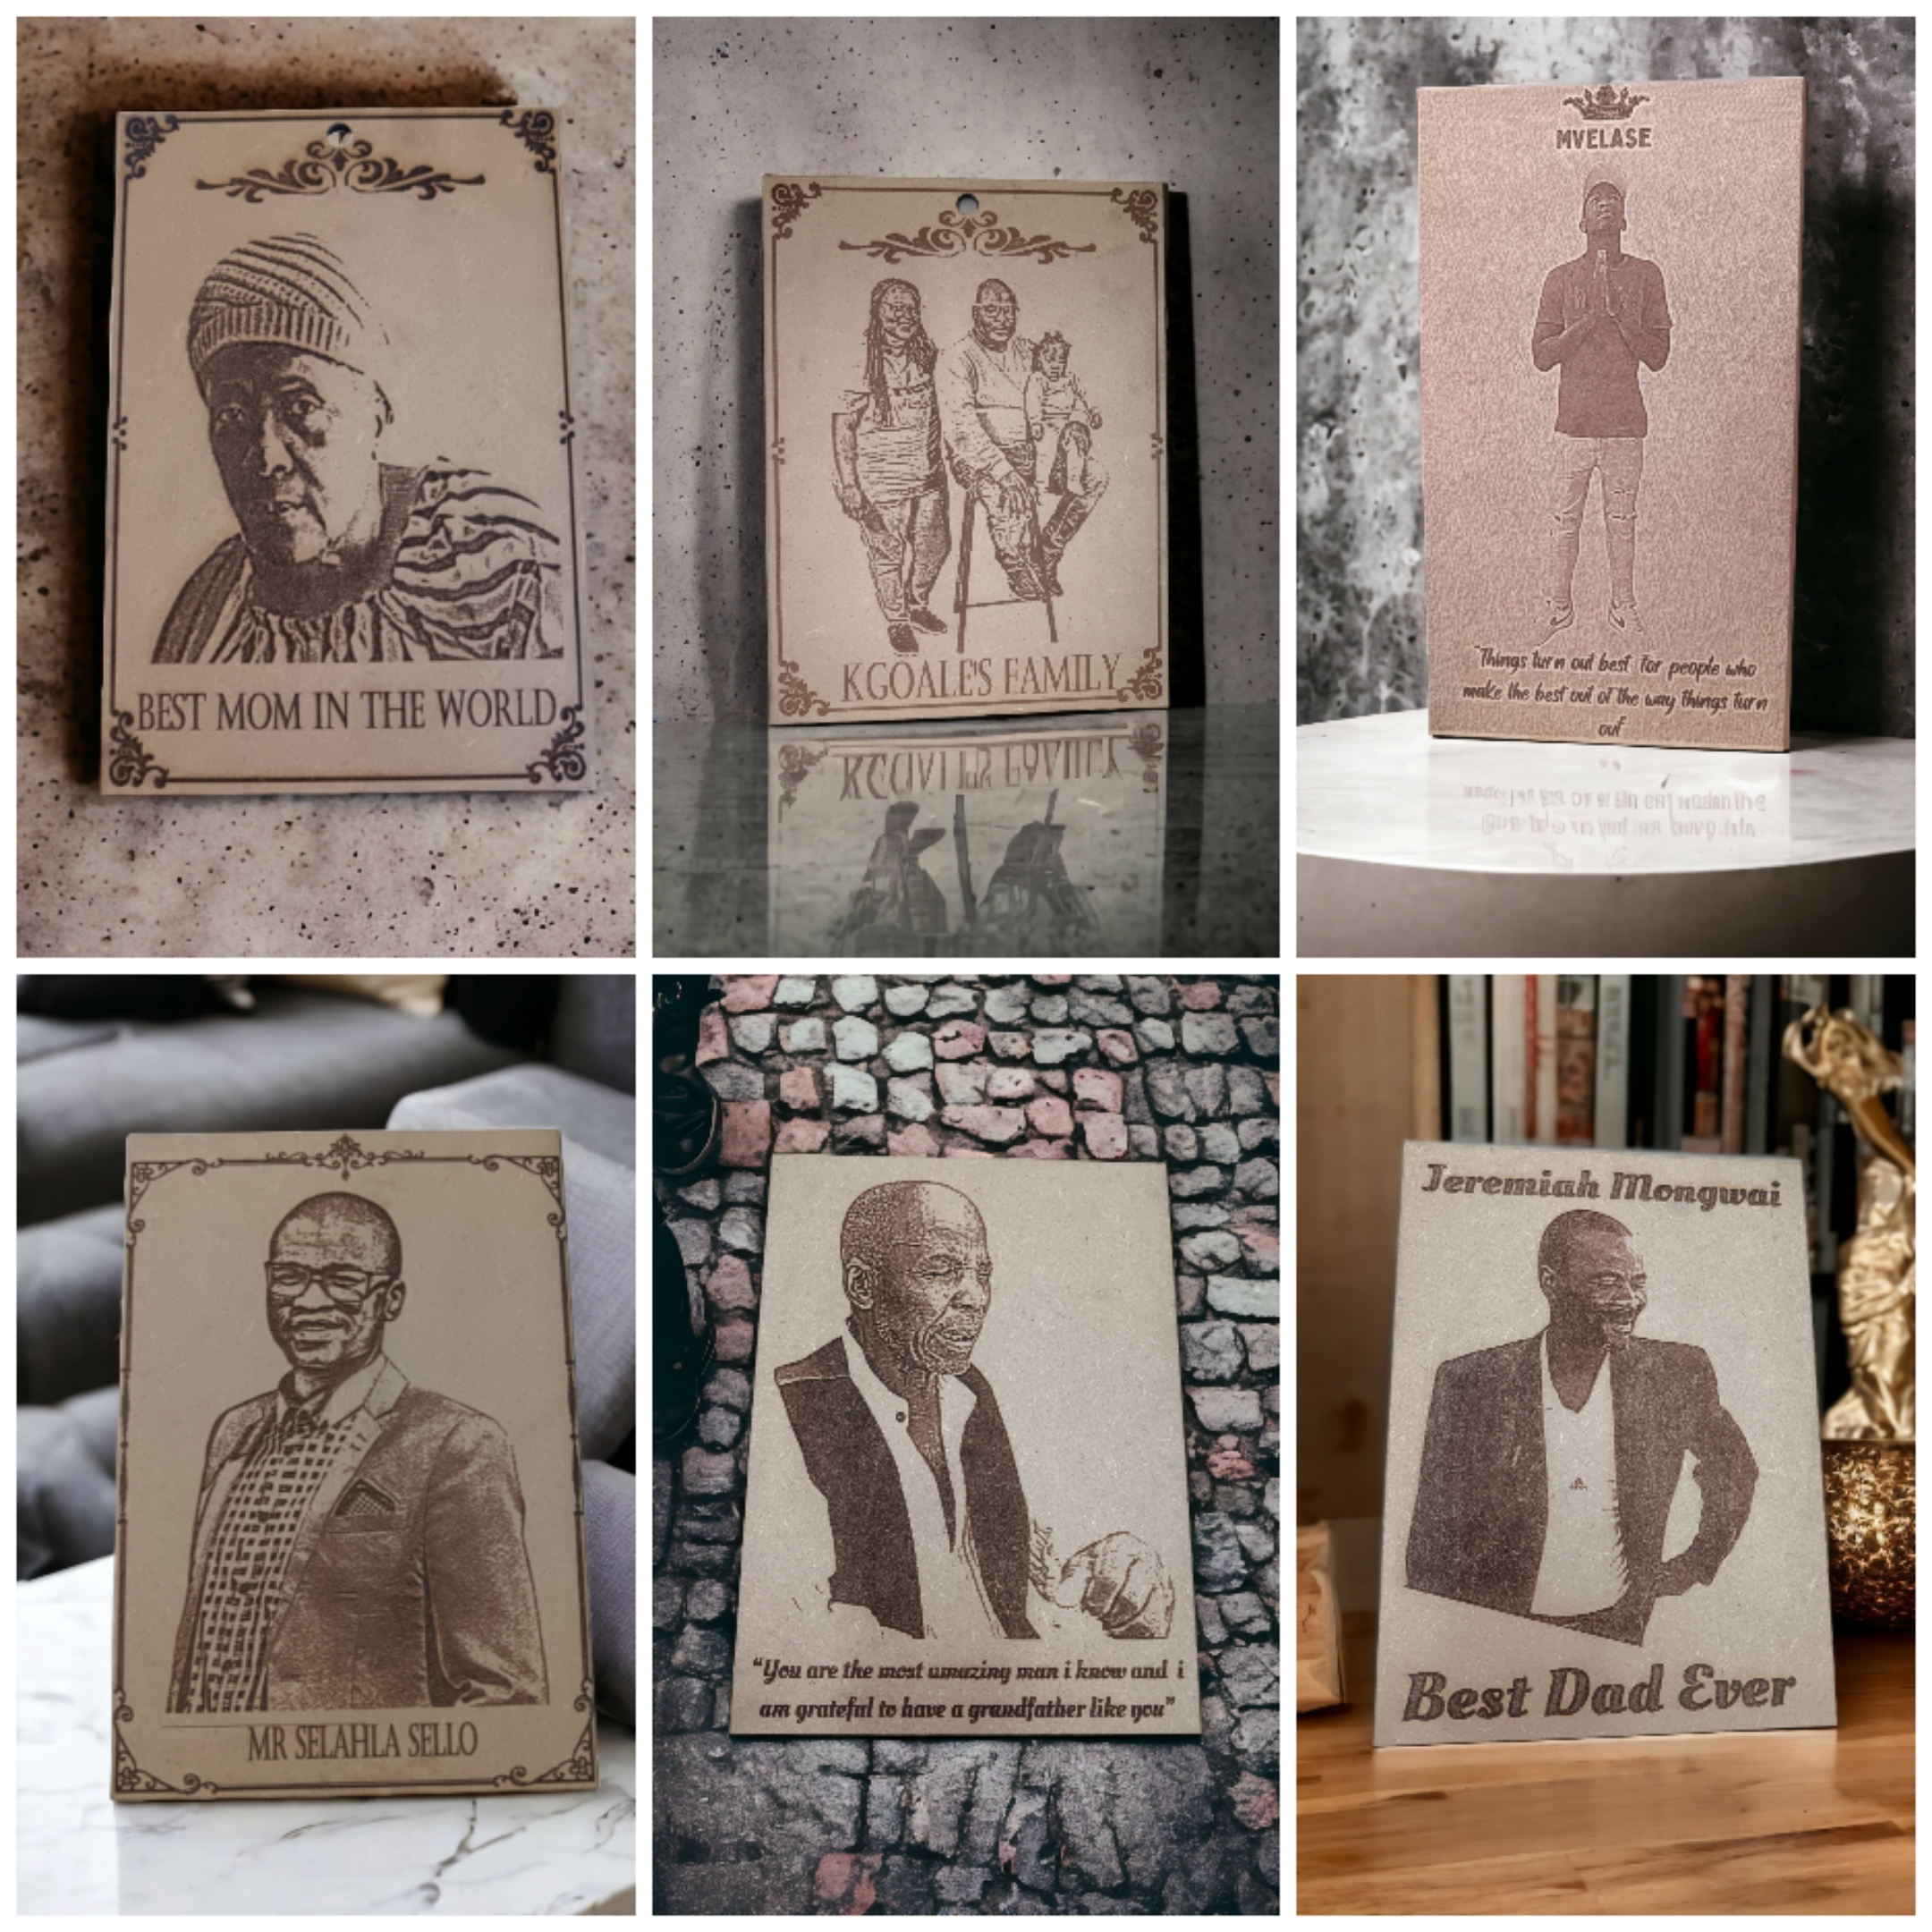 BEST MOM IN THE WORLD
KGOALE'S FAMILY
MVELASE
"Things turn out best for people who
make the best out of the way things turn
out"
MR SELAHLA SELLO
"You are the most amazing man i know and i
am grateful to have a grandfather like you"
Jeremiah Mongwai
Best Dad Ever